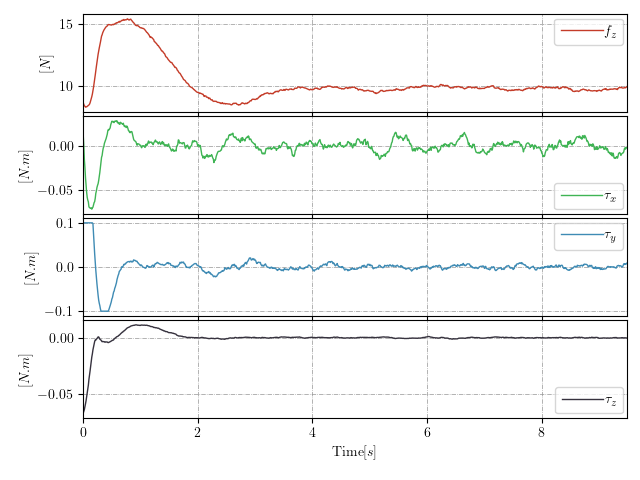 15
10
[N]
f_z
0.00
−0.05
[N.m]
τ_x
0.1
0.0
−0.1
[N.m]
τ_y
0.00
−0.05
[N.m]
τ_z
0 2 4 6 8
Time[s]